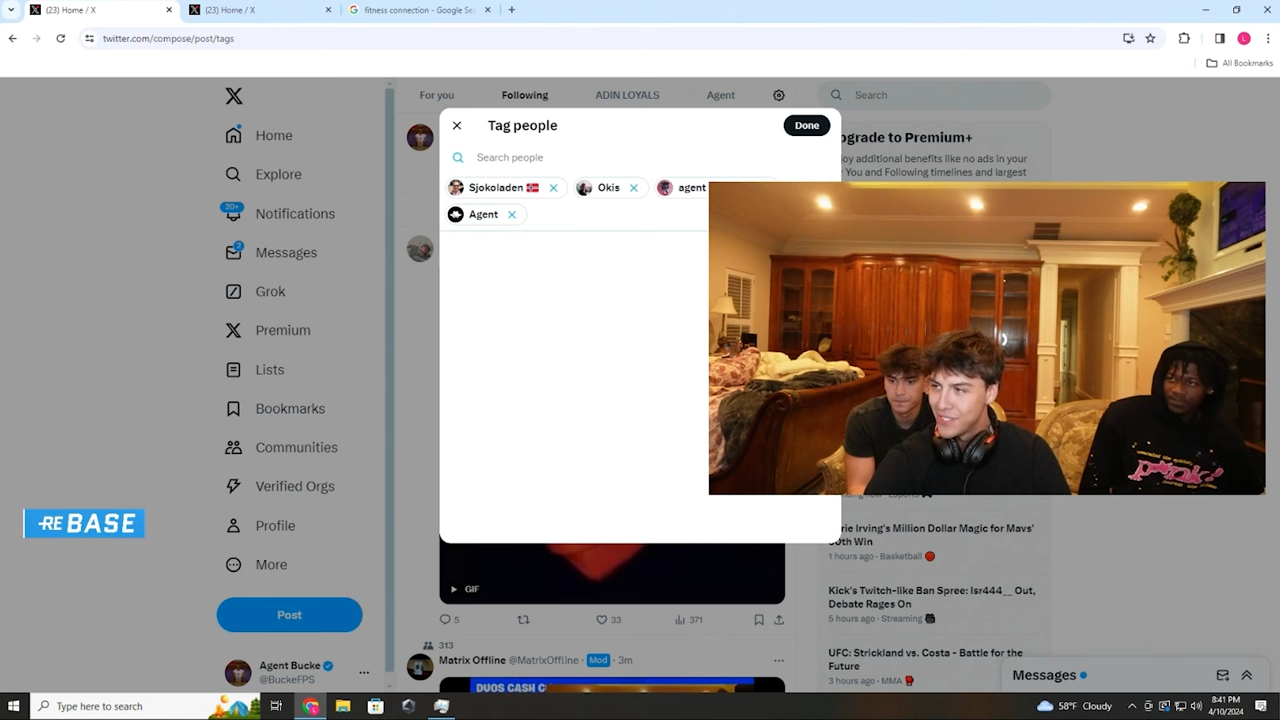 (23) Home / X
(23) Home / X
fitness connection - Google Se
twitter.com/compose/post/tags
All Bookmarks
For you
Following
ADIN LOYALS
Agent
Search
Home
Explore
20+
Notifications
2
Messages
Grok
Premium
Lists
Bookmarks
Communities
Verified Orgs
Profile
More
Post
Agent Bucke
@BuckeFPS
Tag people
Done
Search people
Sjokoladen
Okis
agent
Agent
pgrade to Premium+
joy additional benefits like no ads in your
You and Following timelines and largest
REBASE
GIF
5
33
371
313
Matrix Offline @MatrixOffline · Mod · 3m
DUOS CASH C
rie Irving's Million Dollar Magic for Mavs'
0th Win
1 hours ago · Basketball
Kick's Twitch-like Ban Spree: Isr444__ Out,
Debate Rages On
5 hours ago · Streaming
UFC: Strickland vs. Costa - Battle for the
Future
3 hours ago · MMA
Messages
Type here to search
58°F Cloudy
8:41 PM
4/10/2024
L